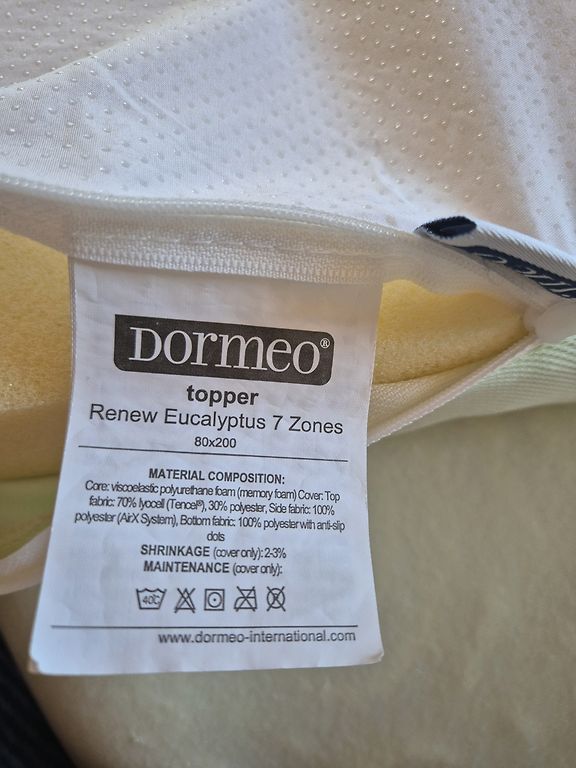 DORMEO®
topper
Renew Eucalyptus 7 Zones
80x200
MATERIAL COMPOSITION:
Core: viscoelastic polyurethane foam (memory foam) Cover: Top
fabric: 70% lyocell (Tencel®), 30% polyester, Side fabric: 100%
polyester (AirX System), Bottom fabric: 100% polyester with anti-slip
dots
SHRINKAGE (cover only): 2-3%
MAINTENANCE (cover only):
40C
www.dormeo-international.com